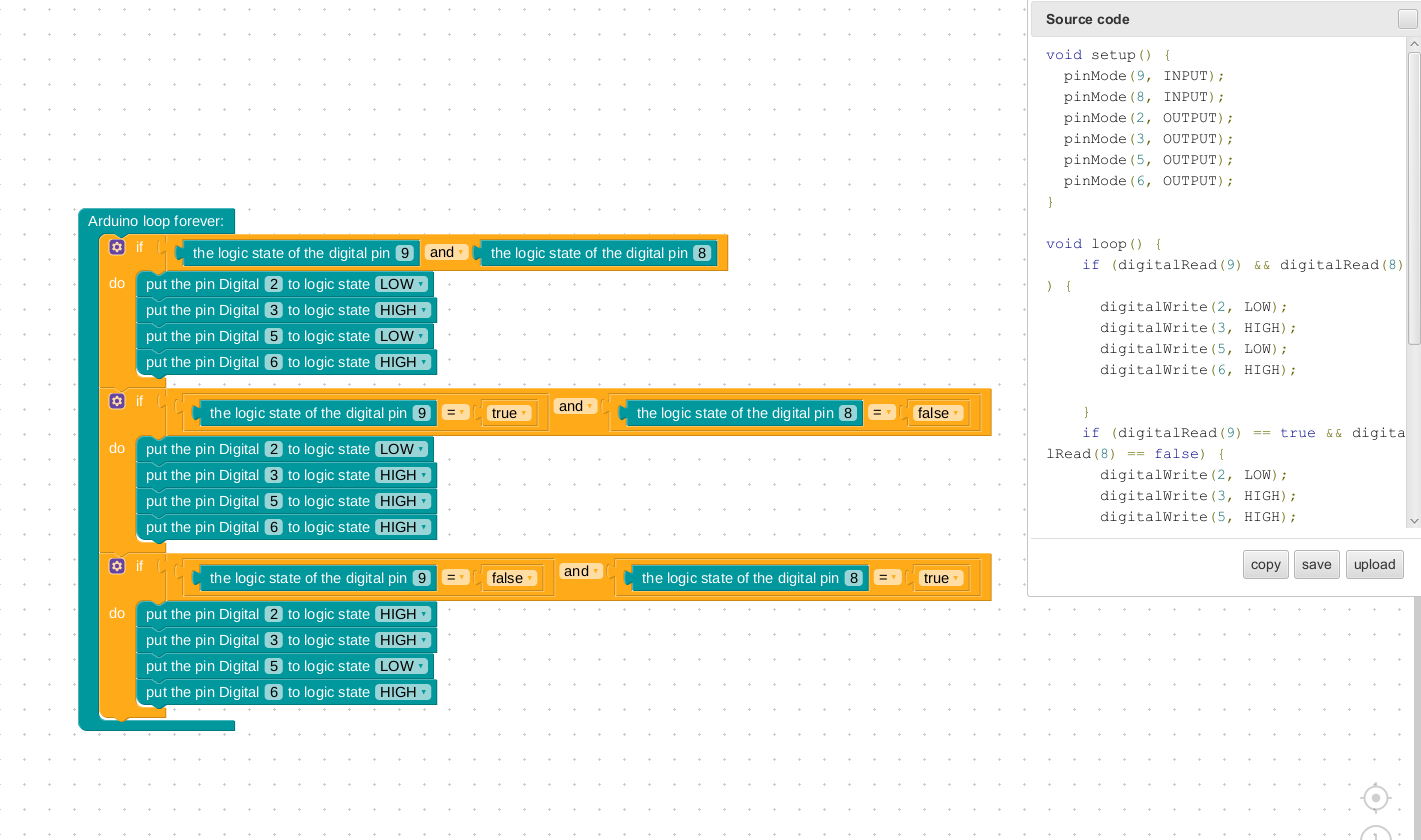 Arduino loop forever:
if the logic state of the digital pin 9 and the logic state of the digital pin 8
do put the pin Digital 2 to logic state LOW
put the pin Digital 3 to logic state HIGH
put the pin Digital 5 to logic state LOW
put the pin Digital 6 to logic state HIGH
if the logic state of the digital pin 9 = true and the logic state of the digital pin 8 = false
do put the pin Digital 2 to logic state LOW
put the pin Digital 3 to logic state HIGH
put the pin Digital 5 to logic state HIGH
put the pin Digital 6 to logic state HIGH
if the logic state of the digital pin 9 = false and the logic state of the digital pin 8 = true
do put the pin Digital 2 to logic state HIGH
put the pin Digital 3 to logic state HIGH
put the pin Digital 5 to logic state LOW
put the pin Digital 6 to logic state HIGH
Source code
void setup() {
pinMode(9, INPUT);
pinMode(8, INPUT);
pinMode(2, OUTPUT);
pinMode(3, OUTPUT);
pinMode(5, OUTPUT);
pinMode(6, OUTPUT);
}
void loop() {
if (digitalRead(9) && digitalRead(8)
) {
digitalWrite(2, LOW);
digitalWrite(3, HIGH);
digitalWrite(5, LOW);
digitalWrite(6, HIGH);
}
if (digitalRead(9) == true && digita
lRead(8) == false) {
digitalWrite(2, LOW);
digitalWrite(3, HIGH);
digitalWrite(5, HIGH);
copy save upload